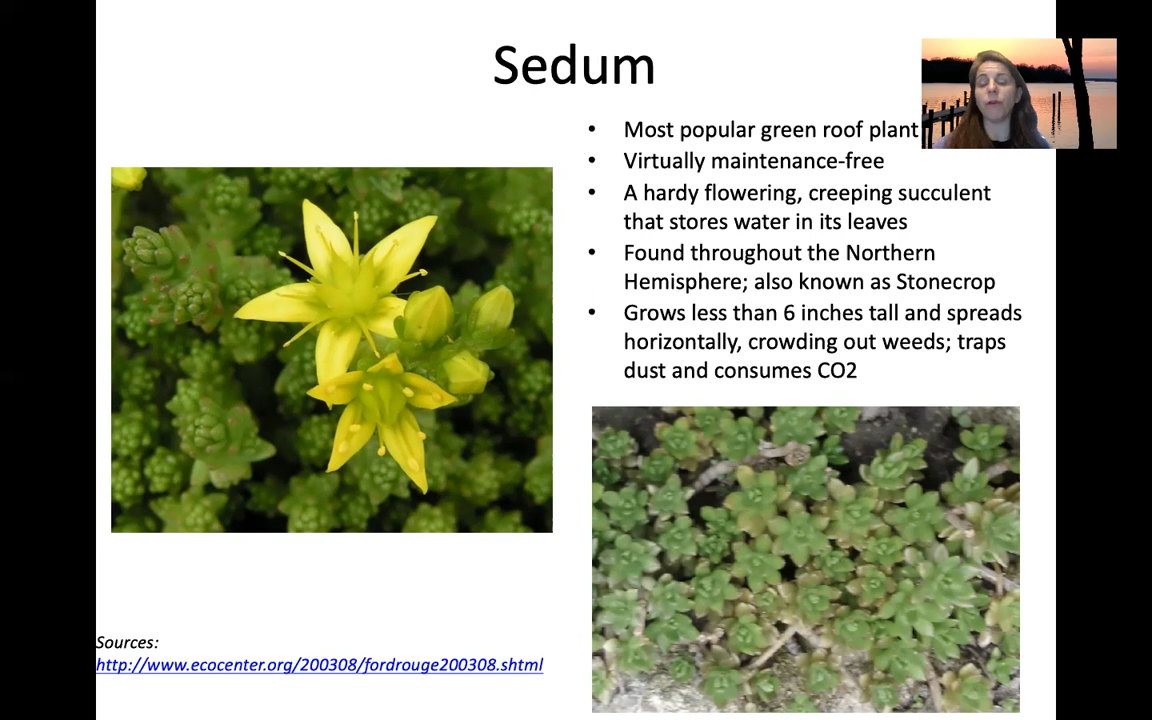 Sedum
• Most popular green roof plant
• Virtually maintenance-free
• A hardy flowering, creeping succulent
that stores water in its leaves
• Found throughout the Northern
Hemisphere; also known as Stonecrop
• Grows less than 6 inches tall and spreads
horizontally, crowding out weeds; traps
dust and consumes CO2
Sources:
http://www.ecocenter.org/200308/fordrouge200308.shtml